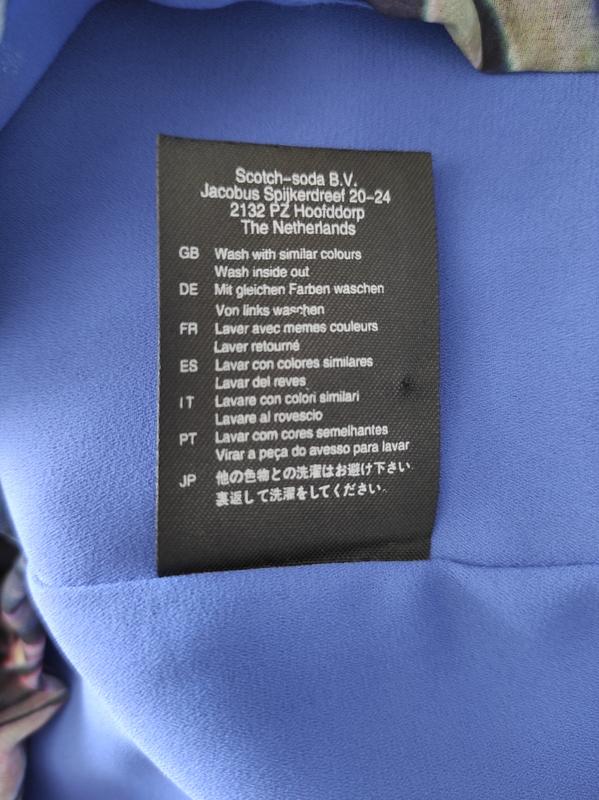 Scotch-soda B.V.
Jacobus Spijkerdreef 20-24
2132 PZ Hoofddorp
The Netherlands
GB Wash with similar colours
Wash inside out
DE Mit gleichen Farben waschen
Von links waschen
FR Laver avec memes couleurs
Laver retourné
ES Lavar con colores similares
Lavar del reves
IT Lavare con colori similari
Lavare al rovescio
PT Lavar com cores semelhantes
Virar a peça do avesso para lavar
JP 他の色物との洗濯はお避け下さい
裏返して洗濯をしてください.